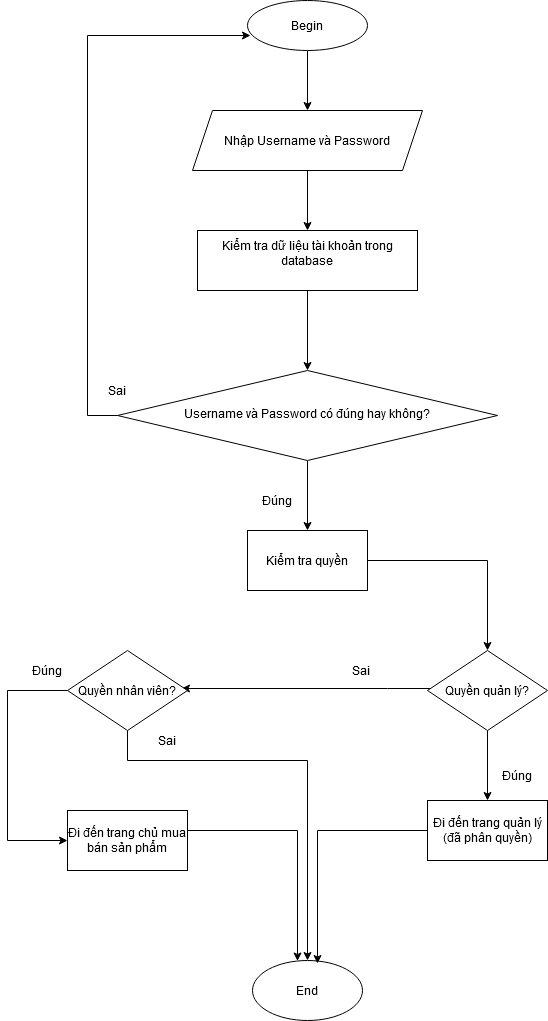 Begin
Nhập Username và Password
Kiểm tra dữ liệu tài khoản trong
database
Sai
Username và Password có đúng hay không?
Đúng
Kiểm tra quyền
Đúng
Quyền nhân viên?
Sai
Quyền quản lý?
Sai
Đúng
Đi đến trang chủ mua
bán sản phẩm
Đi đến trang quản lý
(đã phân quyền)
End